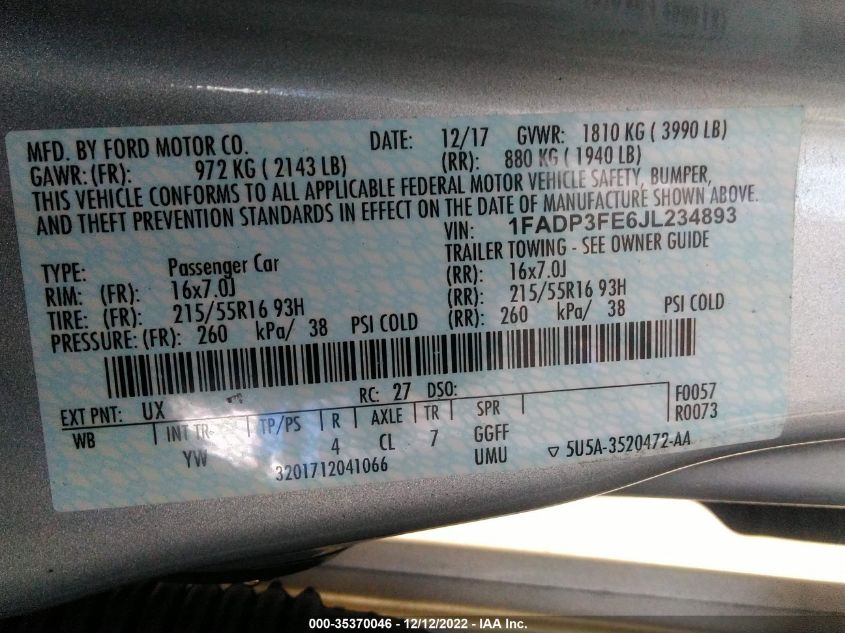 MFD. BY FORD MOTOR CO. DATE: 12/17 GVWR: 1810 KG ( 3990 LB)
GAWR: (FR): 972 KG ( 2143 LB) (RR): 880 KG ( 1940 LB)
THIS VEHICLE CONFORMS TO ALL APPLICABLE FEDERAL MOTOR VEHICLE SAFETY, BUMPER,
AND THEFT PREVENTION STANDARDS IN EFFECT ON THE DATE OF MANUFACTURE SHOWN ABOVE.
VIN: 1FADP3FE6JL234893
TYPE: Passenger Car TRAILER TOWING - SEE OWNER GUIDE
RIM: (FR): 16x7.0J (RR): 16x7.0J
TIRE: (FR): 215/55R16 93H (RR): 215/55R16 93H
PRESSURE: (FR): 260 kPa/ 38 PSI COLD (RR): 260 kPa/ 38 PSI COLD
EXT PNT: UX RC: 27 DSO: F0057
WB INT TR TP/PS R AXLE TR SPR R0073
YW 4 CL 7 GGFF
3201712041066 UMU 5U5A-3520472-AA
000-35370046 - 12/12/2022 - IAA Inc.